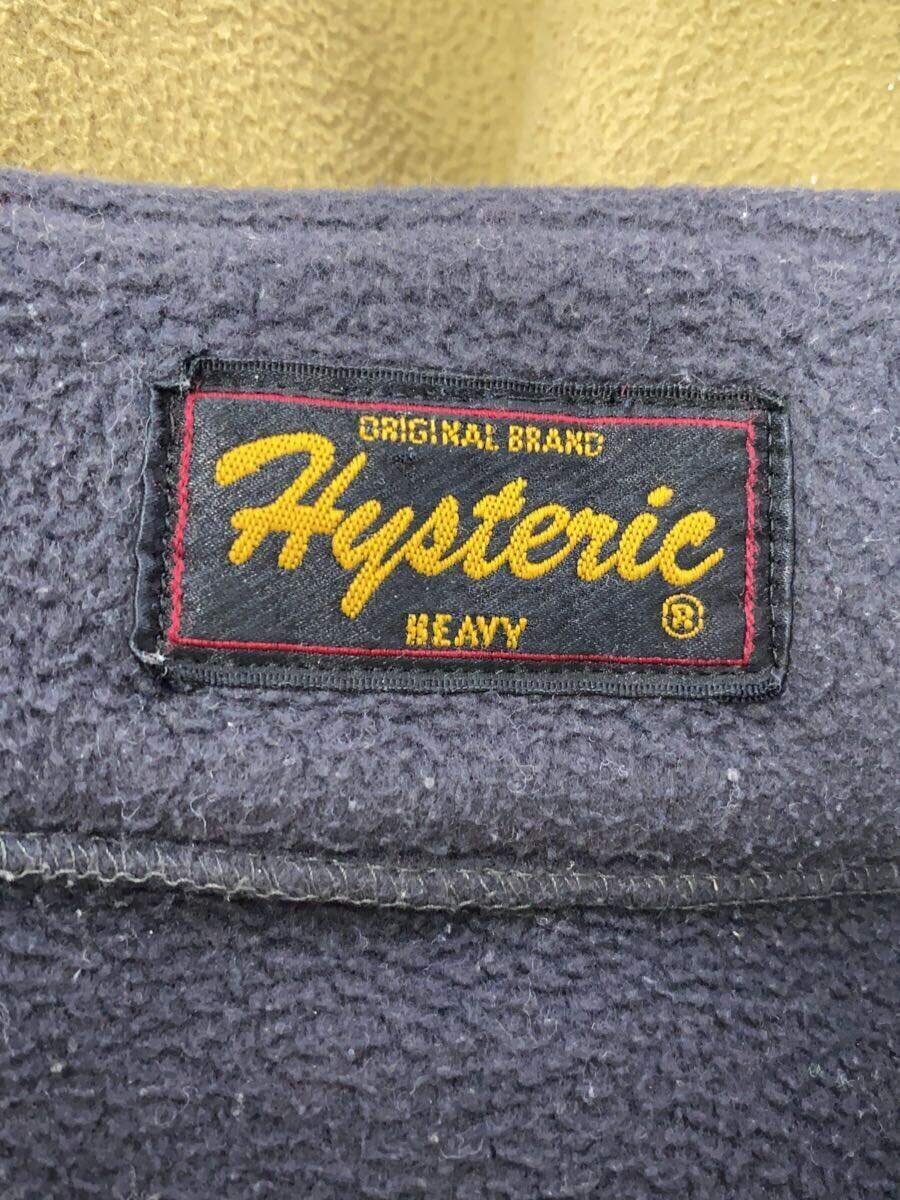 ORIGINAL BRAND
Hysteric
®
HEAVY